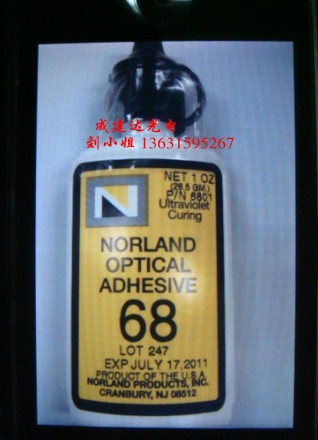 威建达光电
刘小姐 13631595267
NET 1 OZ
(28.5 GM.)
P/N 6801
Ultraviolet
Curing
N
NORLAND
OPTICAL
ADHESIVE
68
LOT 247
EXP JULY 17,2011
PRODUCT OF THE U.S.A.
NORLAND PRODUCTS, INC.
CRANBURY, NJ 08512